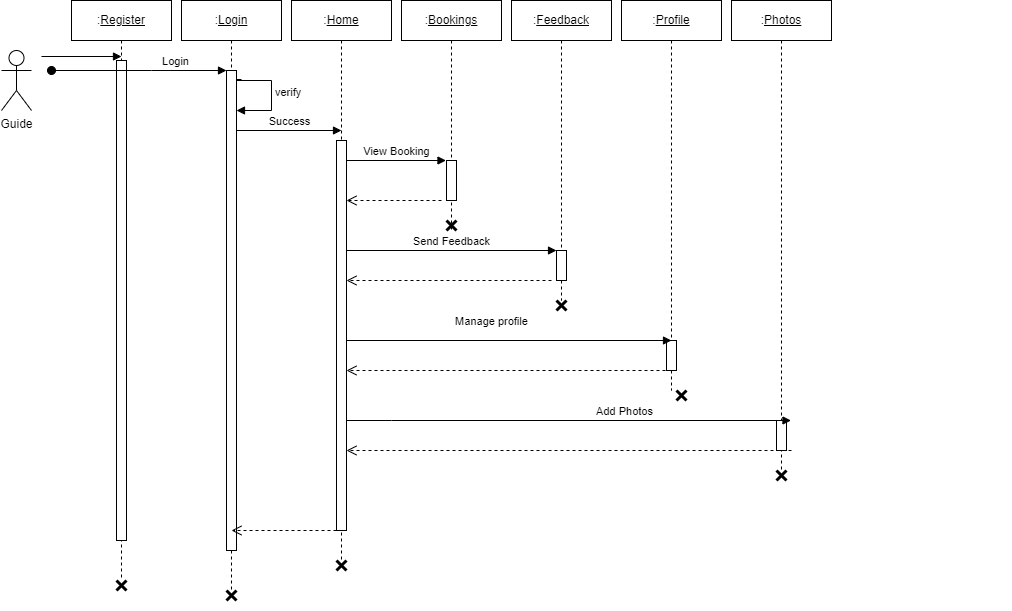 :Register
:Login
:Home
:Bookings
:Feedback
:Profile
:Photos
Login
verify
Guide
Success
View Booking
Send Feedback
Manage profile
Add Photos